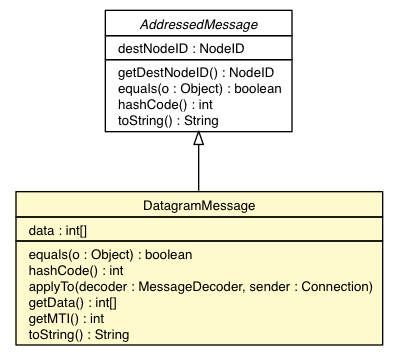 AddressedMessage
destNodeID : NodeID
getDestNodeID() : NodeID
equals(o : Object) : boolean
hashCode() : int
toString() : String
DatagramMessage
data : int[]
equals(o : Object) : boolean
hashCode() : int
applyTo(decoder : MessageDecoder, sender : Connection)
getData() : int[]
getMTI() : int
toString() : String